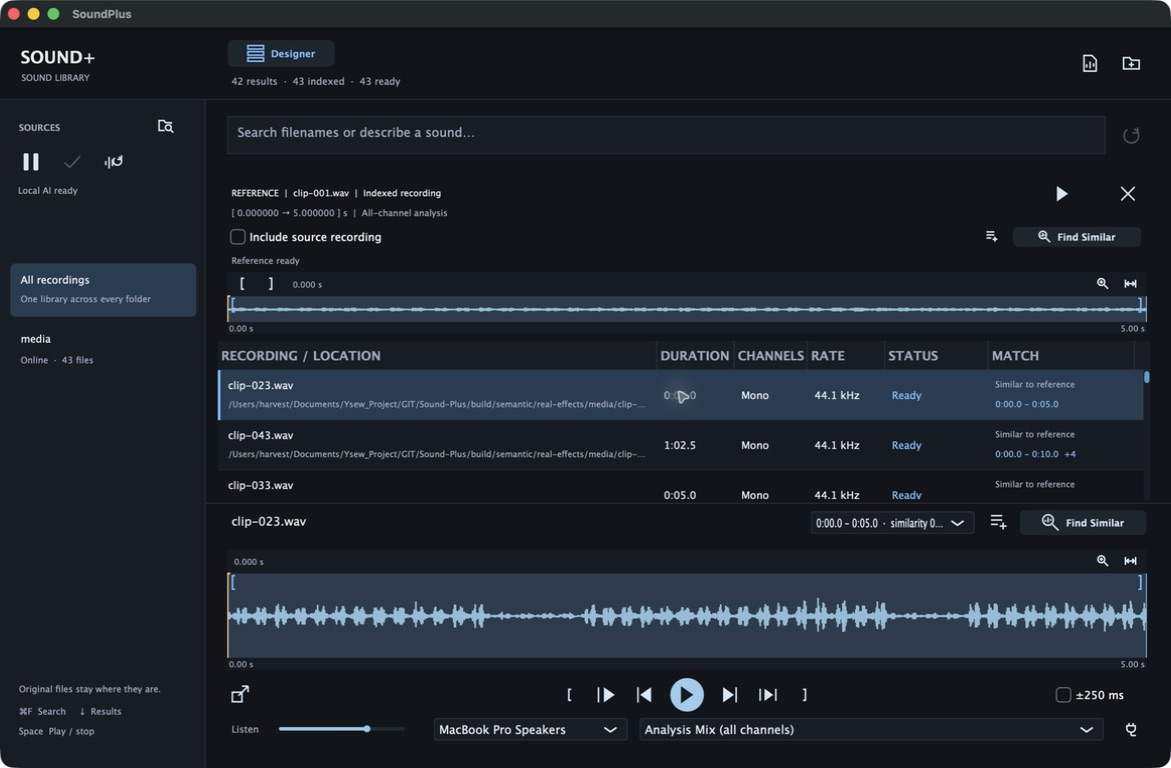 SoundPlus
SOUND+
SOUND LIBRARY
Designer
42 results · 43 indexed · 43 ready
SOURCES
Local AI ready
All recordings
One library across every folder
media
Online · 43 files
Original files stay where they are.
⌘F Search ↓ Results
Space Play / stop
Search filenames or describe a sound...
REFERENCE | clip-001.wav | Indexed recording
[ 0.000000 → 5.000000 ] s | All-channel analysis
Include source recording
Find Similar
Reference ready
[ ] 0.000 s
0.00 s 5.00 s
RECORDING / LOCATION DURATION CHANNELS RATE STATUS MATCH
clip-023.wav
/Users/harvest/Documents/Ysew_Project/GIT/Sound-Plus/build/semantic/real-effects/media/clip-...
Mono 44.1 kHz Ready
Similar to reference
0:00.0 – 0:05.0
clip-043.wav
/Users/harvest/Documents/Ysew_Project/GIT/Sound-Plus/build/semantic/real-effects/media/clip-...
1:02.5 Mono 44.1 kHz Ready
Similar to reference
0:00.0 – 0:10.0 +4
clip-033.wav
0:05.0 Mono 44.1 kHz Ready
Similar to reference
clip-023.wav
0:00.0 – 0:05.0 · similarity 0...
Find Similar
0.000 s
0.00 s 5.00 s
[ ]
±250 ms
Listen
MacBook Pro Speakers
Analysis Mix (all channels)